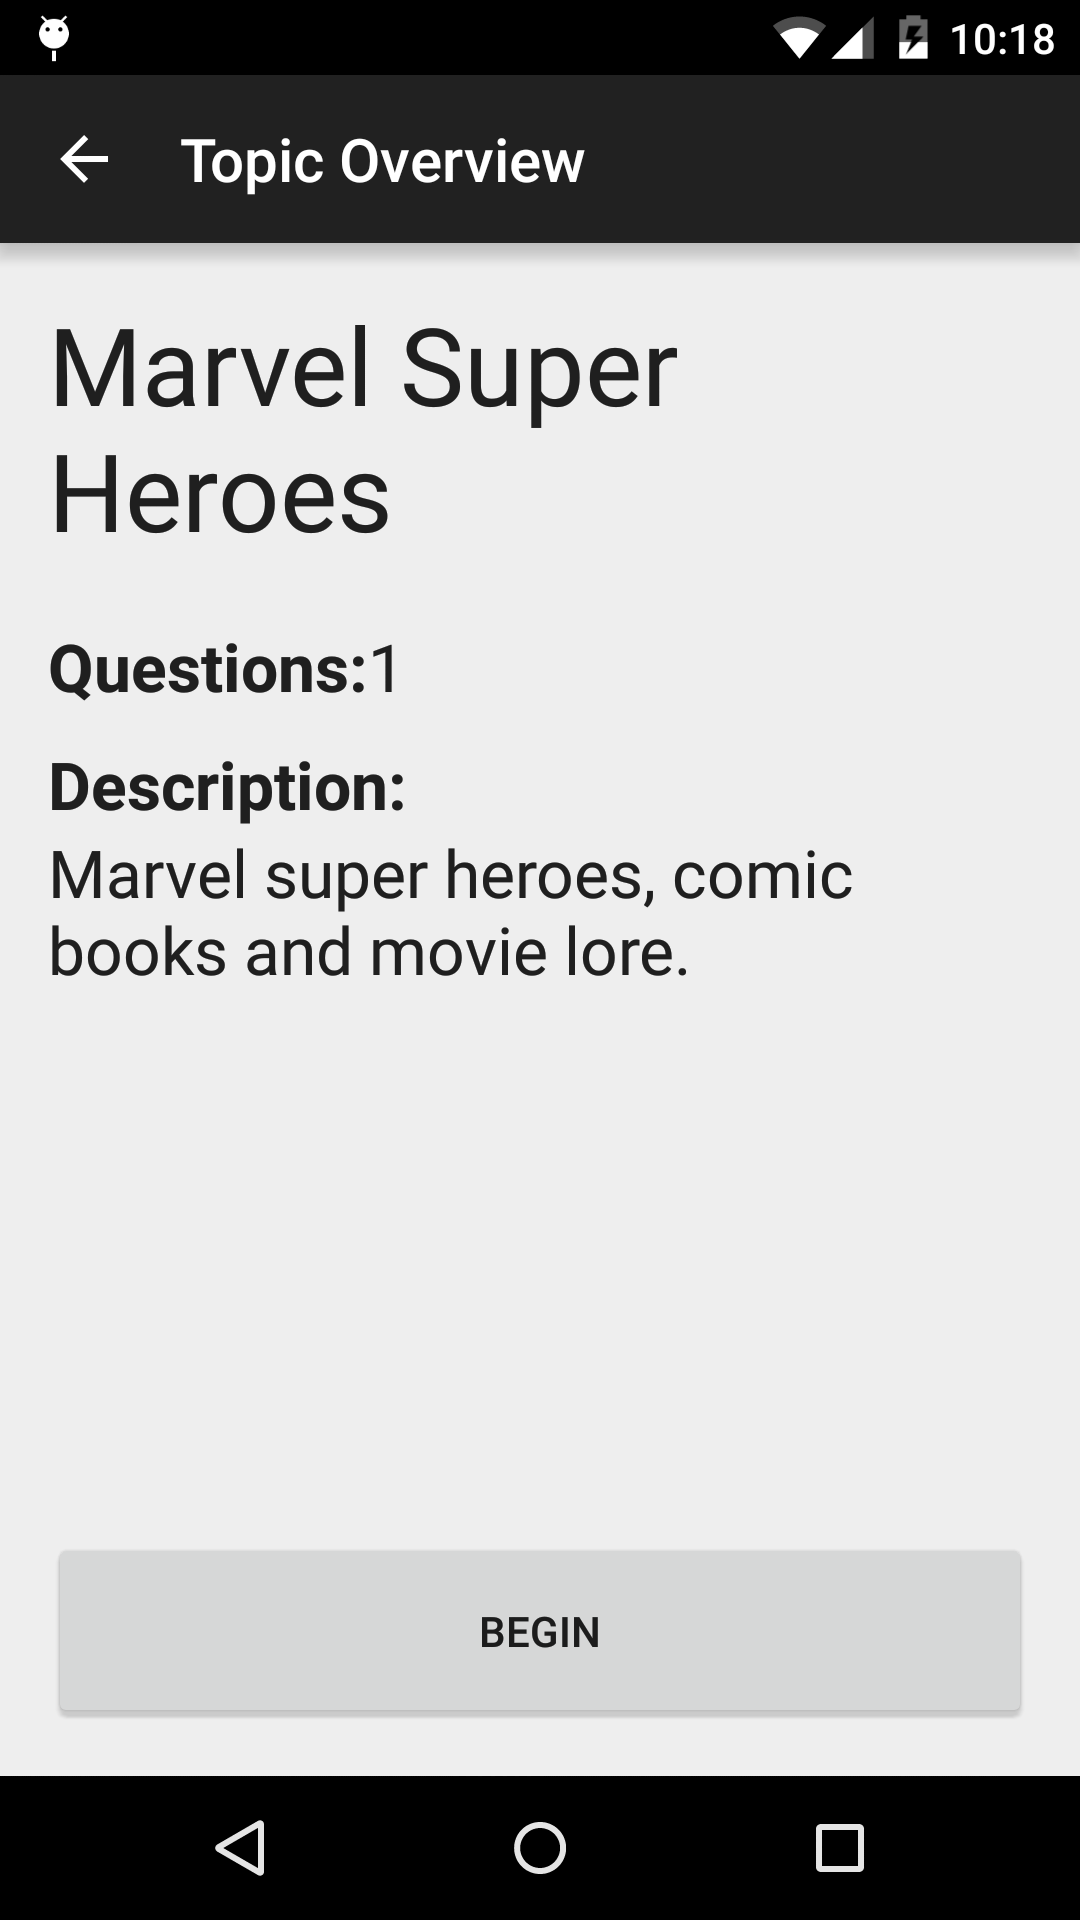 10:18
Topic Overview
Marvel Super
Heroes
Questions:1
Description:
Marvel super heroes, comic
books and movie lore.
BEGIN